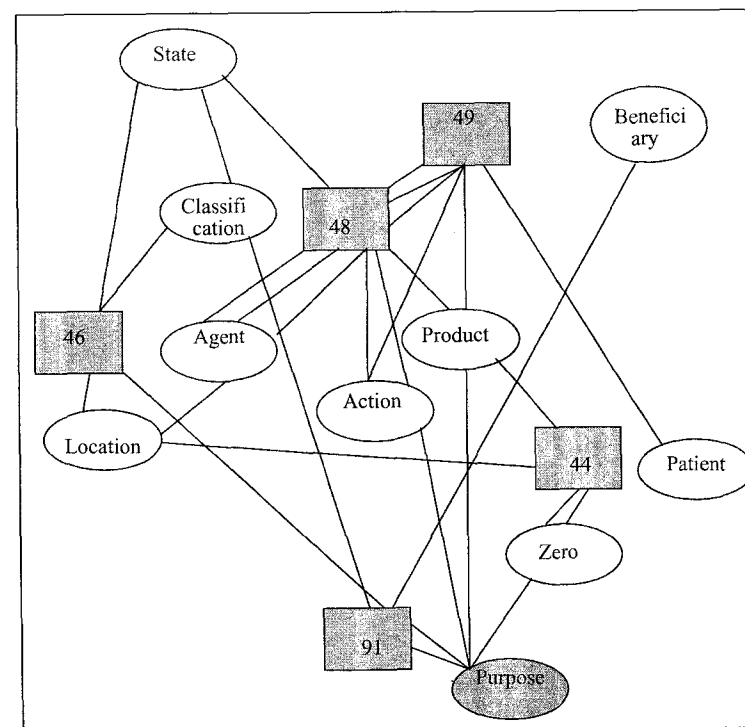 State
49
Benefici
ary
Classifi
cation
48
46
Agent
Product
Action
Location
44
Patient
Zero
91
Purpose